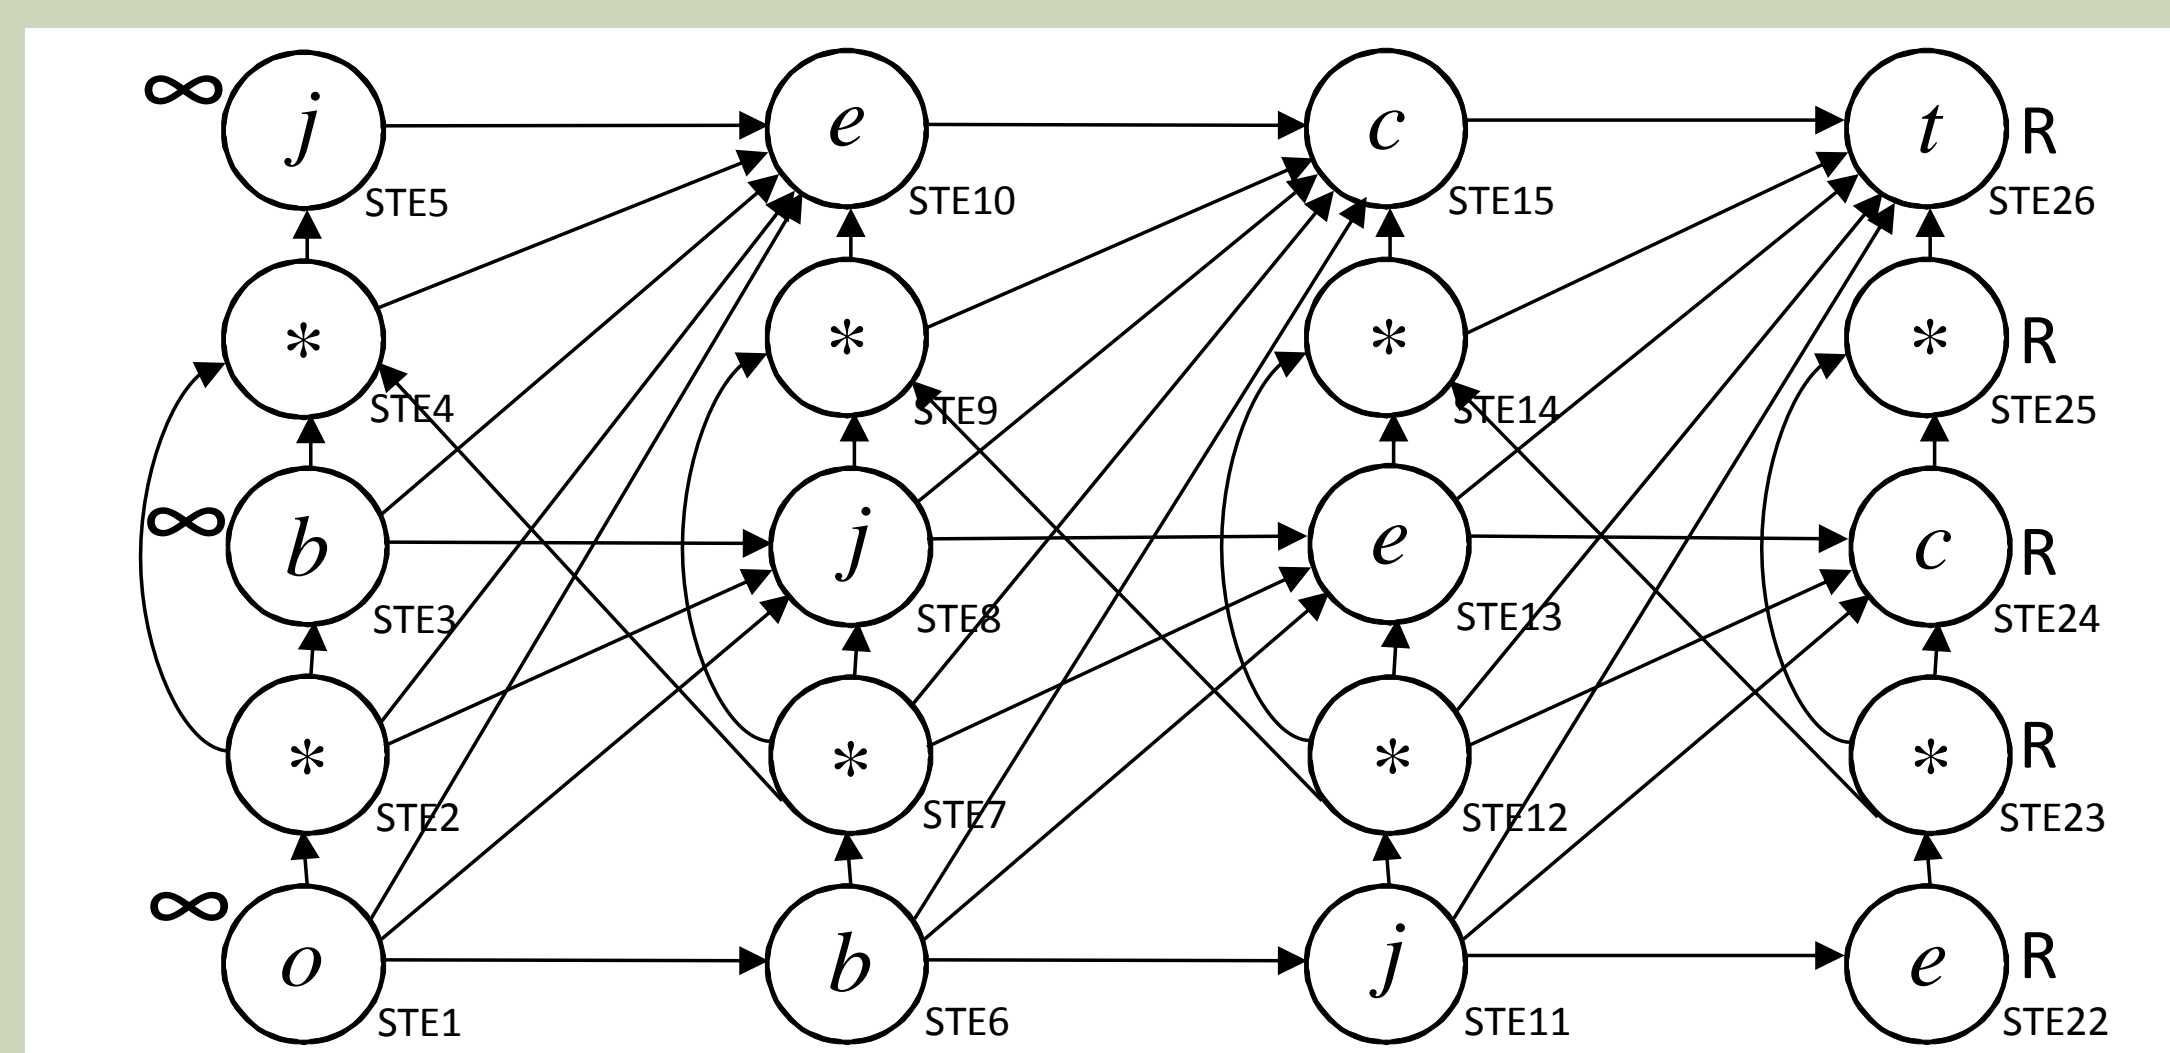 ∞ j e c t R
STE5 STE10 STE15 STE26
* * * * R
STE4 STE9 STE14 STE25
∞ b j e c R
STE3 STE8 STE13 STE24
* * * * R
STE2 STE7 STE12 STE23
∞ o b j e R
STE1 STE6 STE11 STE22